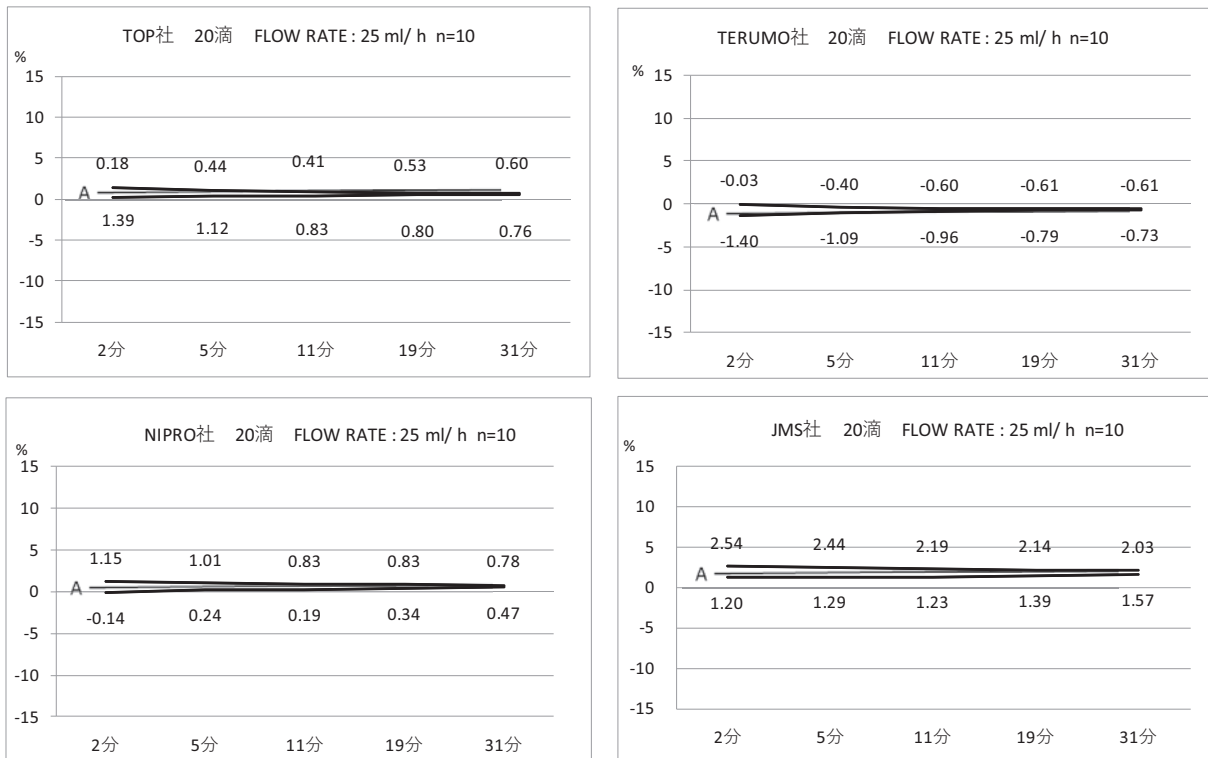 TOP社 20滴 FLOW RATE : 25 ml/ h n=10
%
15
10
5
0
-5
-10
-15
0.18 0.44 0.41 0.53 0.60
A
1.39 1.12 0.83 0.80 0.76
2分 5分 11分 19分 31分
TERUMO社 20滴 FLOW RATE : 25 ml/ h n=10
%
15
10
5
0
-5
-10
-15
-0.03 -0.40 -0.60 -0.61 -0.61
A
-1.40 -1.09 -0.96 -0.79 -0.73
2分 5分 11分 19分 31分
NIPRO社 20滴 FLOW RATE : 25 ml/ h n=10
%
15
10
5
0
-5
-10
-15
1.15 1.01 0.83 0.83 0.78
A
-0.14 0.24 0.19 0.34 0.47
2分 5分 11分 19分 31分
JMS社 20滴 FLOW RATE : 25 ml/ h n=10
%
15
10
5
0
-5
-10
-15
2.54 2.44 2.19 2.14 2.03
A
1.20 1.29 1.23 1.39 1.57
2分 5分 11分 19分 31分